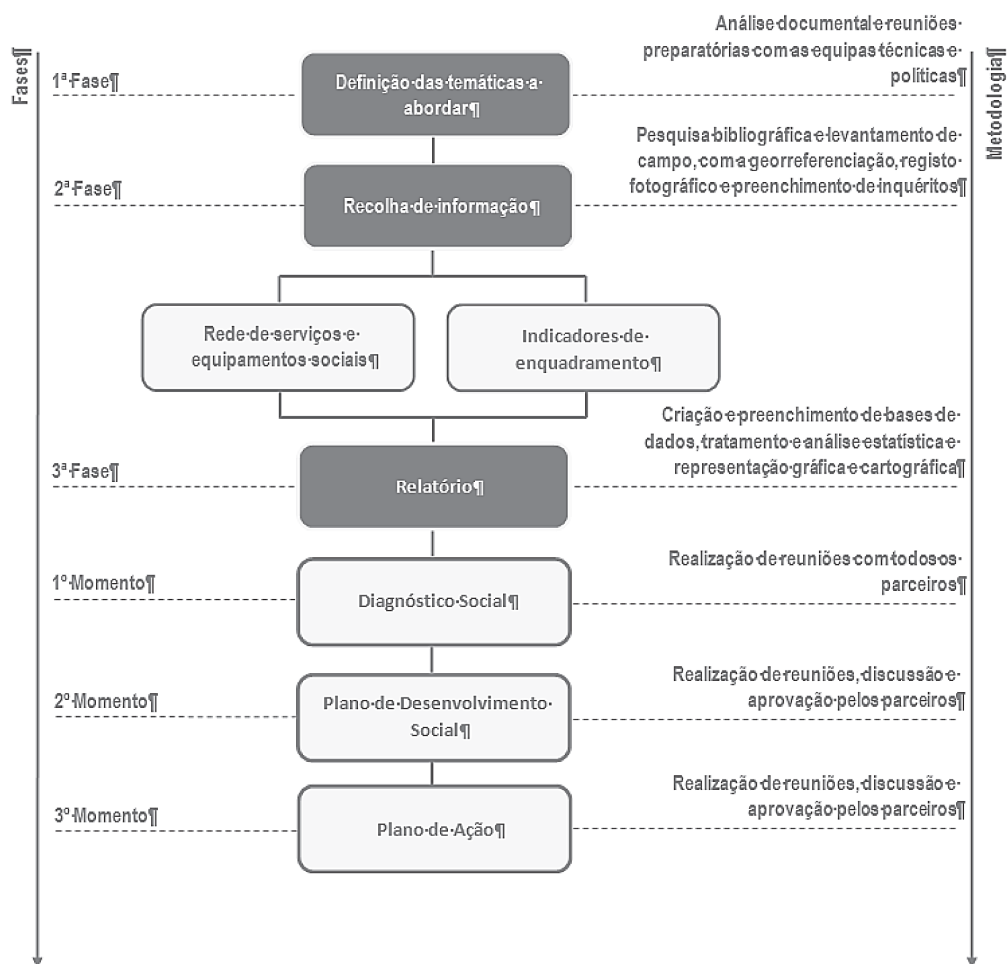 Fases¶
Metodologia¶
Análise·documental·e·reuniões·
preparatórias·com·as·equipas·técnicas·e·
políticas¶
1ª·Fase¶
Definição·das·temáticas·a·
abordar¶
Pesquisa·bibliográfica·e·levantamento·de·
campo,·com·a·georreferenciação,·registo·
fotográfico·e·preenchimento·de·inquéritos¶
2ª·Fase¶
Recolha·de·informação¶
Rede·de·serviços·e·
equipamentos·sociais¶
Indicadores·de·
enquadramento¶
Criação·e·preenchimento·de·bases·de·
dados,·tratamento·e·análise·estatística·e·
representação·gráfica·e·cartográfica¶
3ª·Fase¶
Relatório¶
Realização·de·reuniões·com·todos·os·
parceiros¶
1º·Momento¶
Diagnóstico·Social¶
Realização·de·reuniões,·discussão·e·
aprovação·pelos·parceiros¶
2º·Momento¶
Plano·de·Desenvolvimento·
Social¶
Realização·de·reuniões,·discussão·e·
aprovação·pelos·parceiros¶
3º·Momento¶
Plano·de·Ação¶